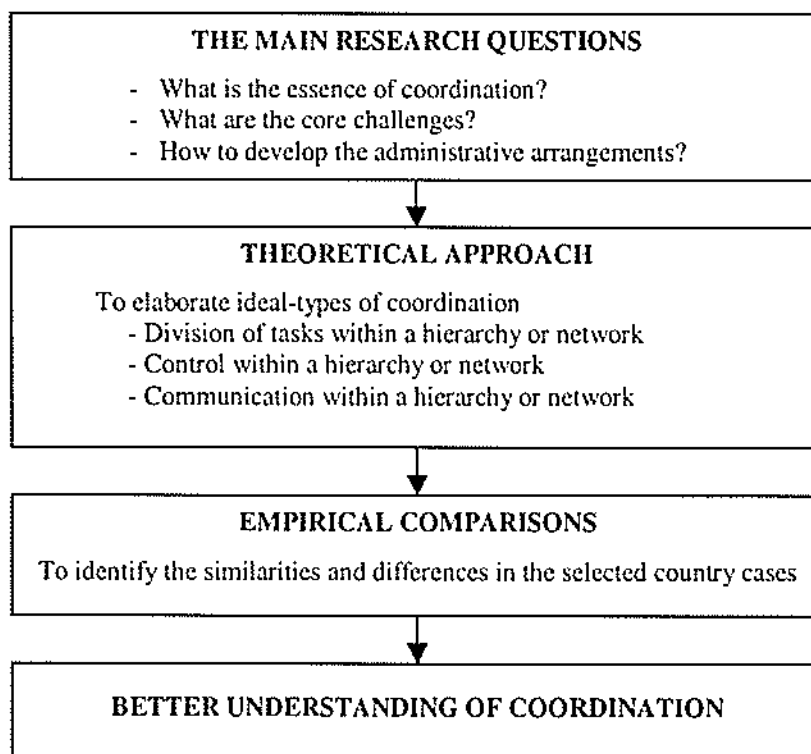 THE MAIN RESEARCH QUESTIONS
- What is the essence of coordination?
- What are the core challenges?
- How to develop the administrative arrangements?
THEORETICAL APPROACH
To elaborate ideal-types of coordination
- Division of tasks within a hierarchy or network
- Control within a hierarchy or network
- Communication within a hierarchy or network
EMPIRICAL COMPARISONS
To identify the similarities and differences in the selected country cases
BETTER UNDERSTANDING OF COORDINATION